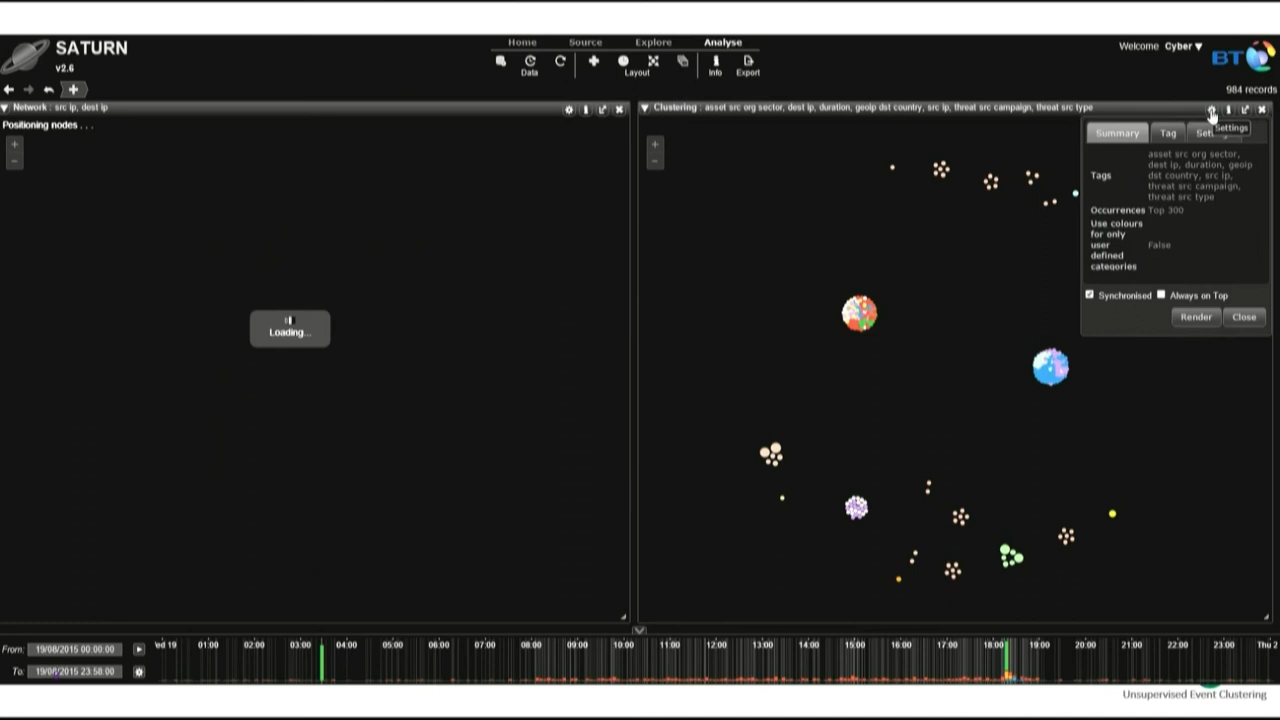 SATURN
v2.6
Home Source Explore Analyse
Data Layout Info Export
Welcome Cyber ▼
BT
984 records
Network : src ip, dest ip
Positioning nodes . . .
+
−
Loading...
Clustering : asset src org sector, dest ip, duration, geoip dst country, src ip, threat src campaign, threat src type
+
−
Settings
Summary Tag Set
Tags
asset src org sector,
dest ip, duration, geoip
dst country, src ip,
threat src campaign,
threat src type
Occurrences Top 300
Use colours
for only
user
defined
categories
False
Synchronised Always on Top
Render Close
From: 19/08/2015 00:00:00
To: 19/08/2015 23:58:00
ed 19 01:00 02:00 03:00 04:00 05:00 06:00 07:00 08:00 09:00 10:00 11:00 12:00 13:00 14:00 15:00 16:00 17:00 18:00 19:00 20:00 21:00 22:00 23:00 Thu 2
Unsupervised Event Clustering